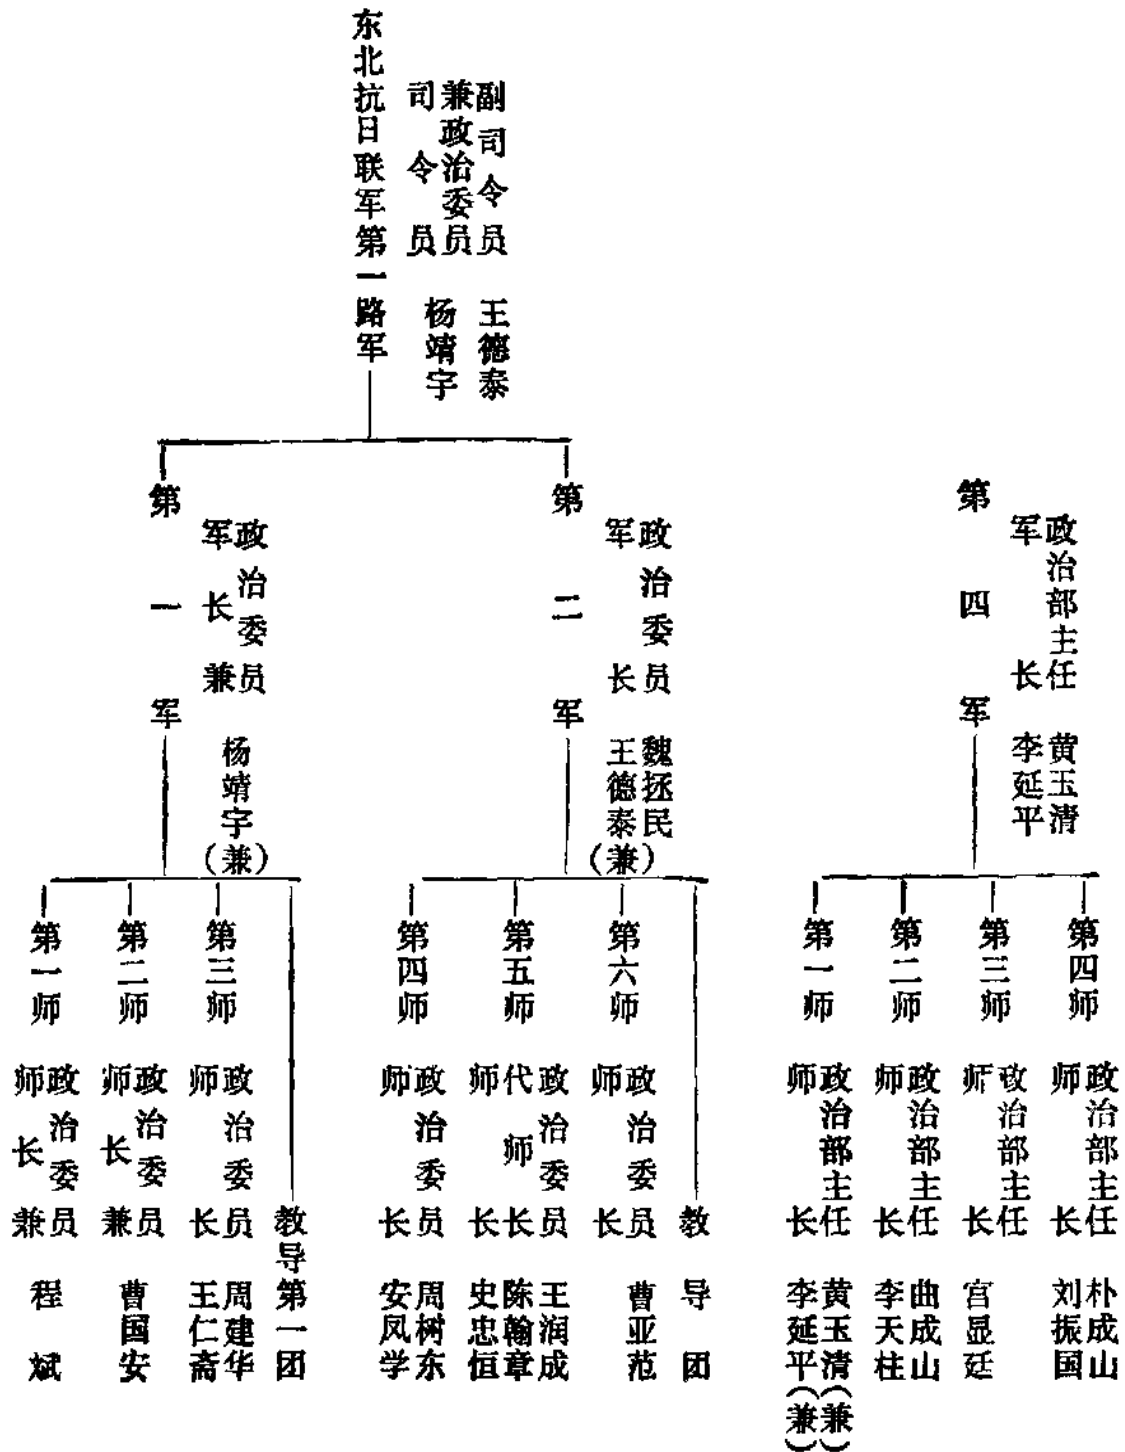 东北抗日联军第一路军
司令员
兼政治委员 杨靖宇
副司令员 王德泰
第一军
军长兼
政治委员 杨靖宇(兼)
第二军
军长 王德泰(兼)
政治委员 魏拯民
第四军
军长 李延平
政治部主任 黄玉清
第一师
师长兼
政治委员 程斌
第二师
师长兼
政治委员 曹国安
第三师
师长 王仁斋
政治委员 周建华
教导第一团
第四师
师长 安凤学
政治委员 周树东
第五师
师长 史忠恒
代师长 陈翰章
政治委员 王润成
第六师
师长
政治委员 曹亚范
教导团
第一师
师长 李延平(兼)
政治部主任 黄玉清(兼)
第二师
师长 李天柱
政治部主任 曲成山
第三师
师长 宫显廷
政治部主任
第四师
师长 刘振国
政治部主任 朴成山